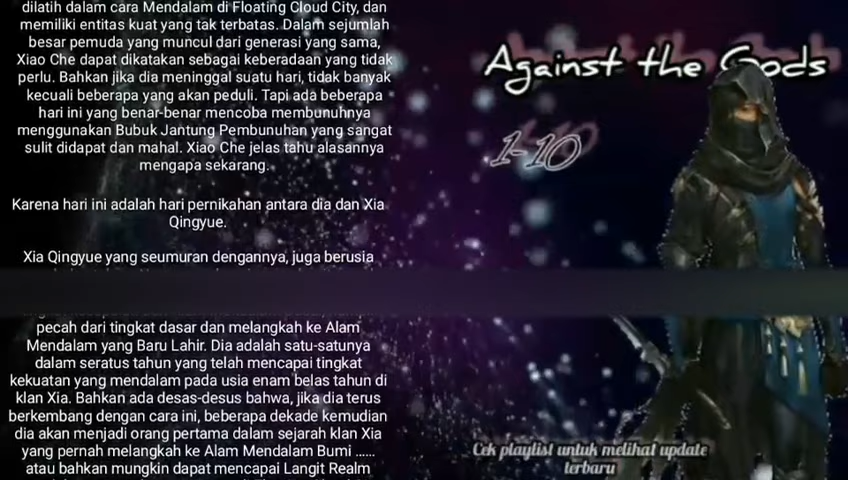 dilatih dalam cara Mendalam di Floating Cloud City, dan
memiliki entitas kuat yang tak terbatas. Dalam sejumlah
besar pemuda yang muncul dari generasi yang sama,
Xiao Che dapat dikatakan sebagai keberadaan yang tidak
perlu. Bahkan jika dia meninggal suatu hari, tidak banyak
kecuali beberapa yang akan peduli. Tapi ada beberapa
hari ini yang benar-benar mencoba membunuhnya
menggunakan Bubuk Jantung Pembunuhan yang sangat
sulit didapat dan mahal. Xiao Che jelas tahu alasannya
mengapa sekarang.
Karena hari ini adalah hari pernikahan antara dia dan Xia
Qingyue.
Xia Qingyue yang seumuran dengannya, juga berusia
pecah dari tingkat dasar dan melangkah ke Alam
Mendalam yang Baru Lahir. Dia adalah satu-satunya
dalam seratus tahun yang telah mencapai tingkat
kekuatan yang mendalam pada usia enam belas tahun di
klan Xia. Bahkan ada desas-desus bahwa, jika dia terus
berkembang dengan cara ini, beberapa dekade kemudian
dia akan menjadi orang pertama dalam sejarah klan Xia
yang pernah melangkah ke Alam Mendalam Bumi ......
atau bahkan mungkin dapat mencapai Langit Realm
Against the Gods
1-10
Cek playlist untuk melihat update
terbaru